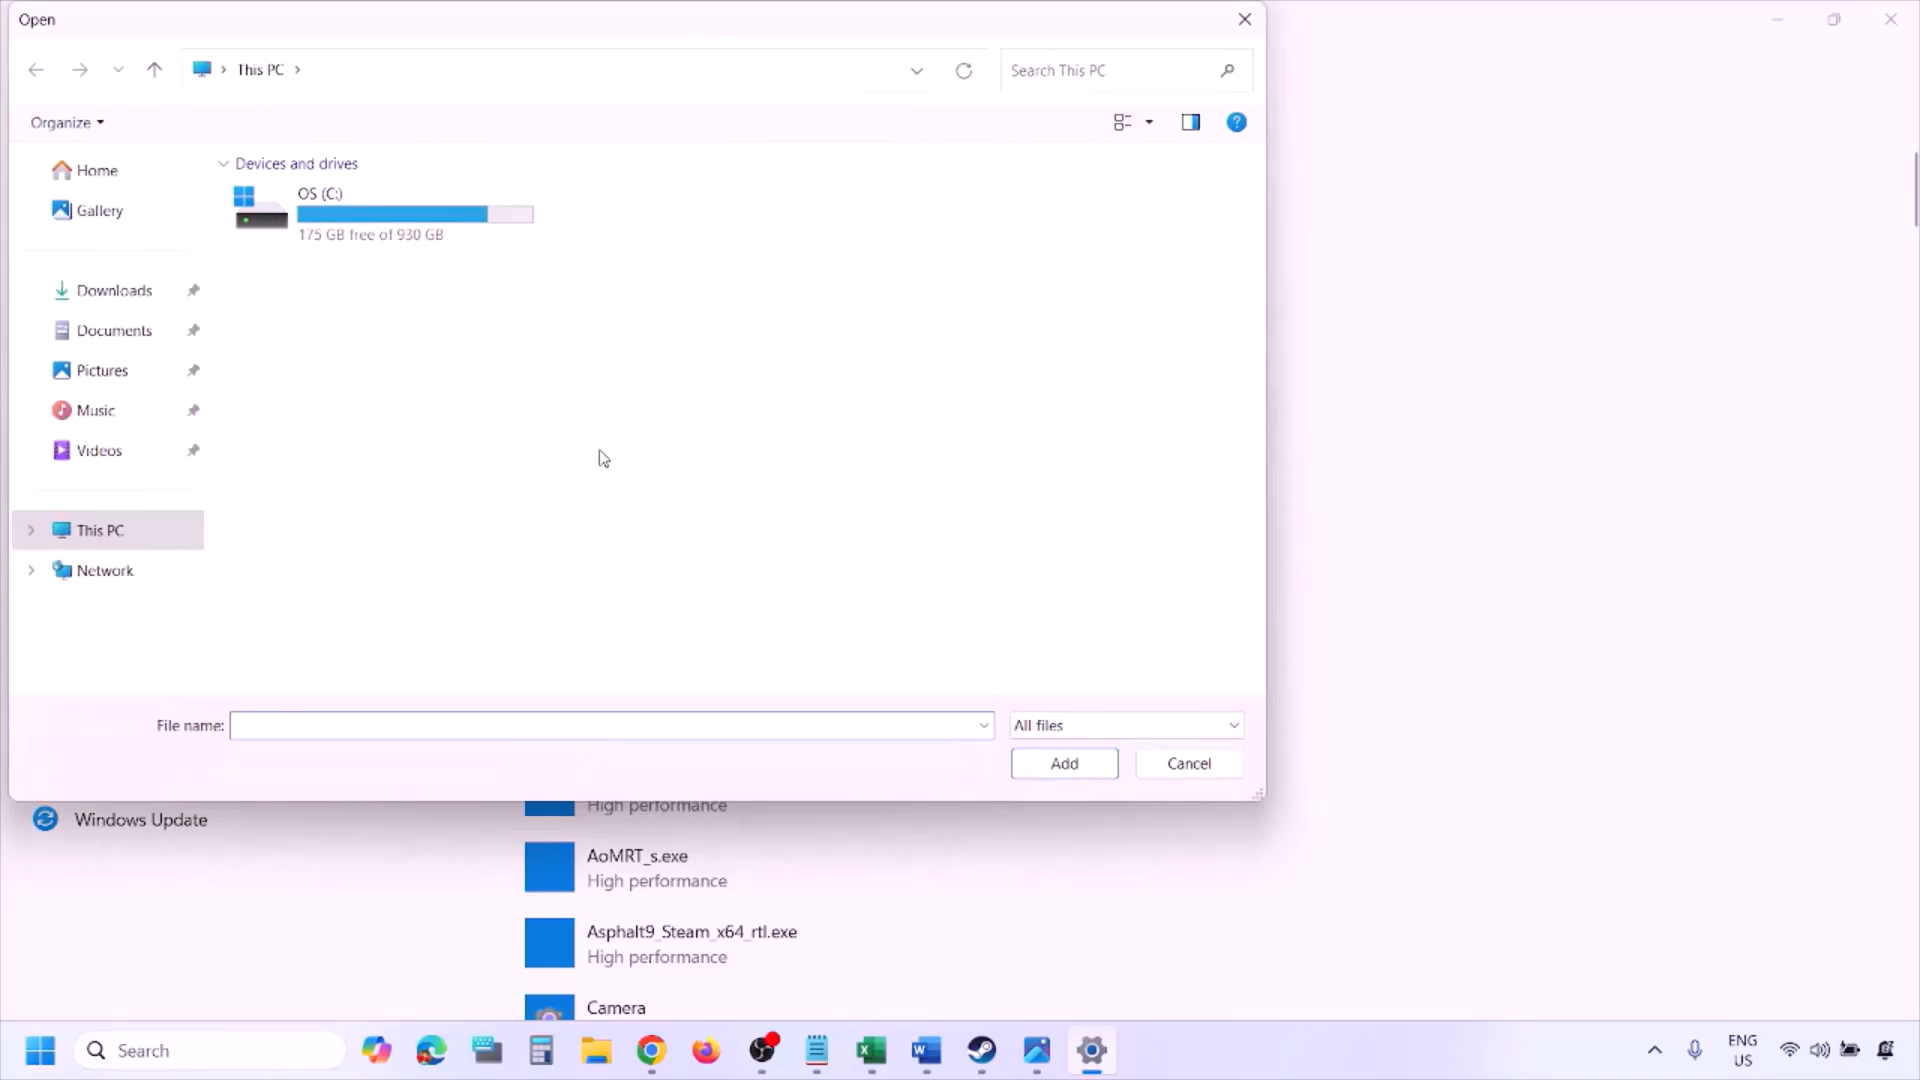 Open
This PC
Search This PC
Organize
Home
Gallery
Downloads
Documents
Pictures
Music
Videos
This PC
Network
Devices and drives
OS (C:)
175 GB free of 930 GB
File name:
All files
Add
Cancel
Windows Update
High performance
AoMRT_s.exe
High performance
Asphalt9_Steam_x64_rtl.exe
High performance
Camera
Search
ENG
US